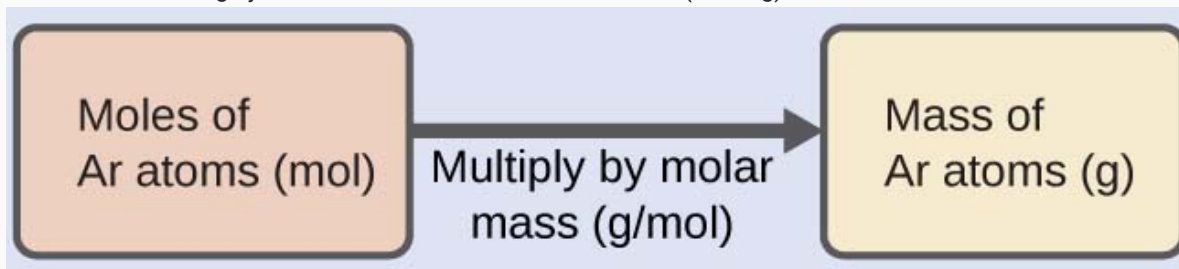 Moles of
Ar atoms (mol)
Multiply by molar
mass (g/mol)
Mass of
Ar atoms (g)